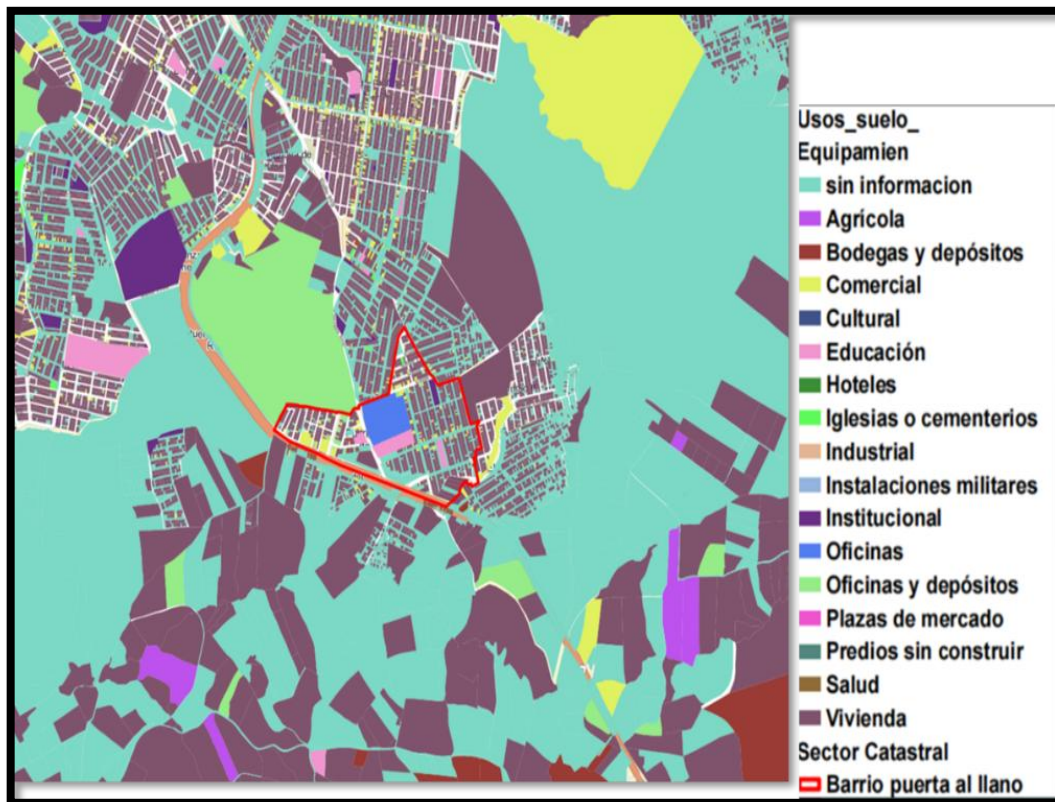 Usos_suelo_
Equipamien
sin informacion
Agrícola
Bodegas y depósitos
Comercial
Cultural
Educación
Hoteles
Iglesias o cementerios
Industrial
Instalaciones militares
Institucional
Oficinas
Oficinas y depósitos
Plazas de mercado
Predios sin construir
Salud
Vivienda
Sector Catastral
Barrio puerta al llano